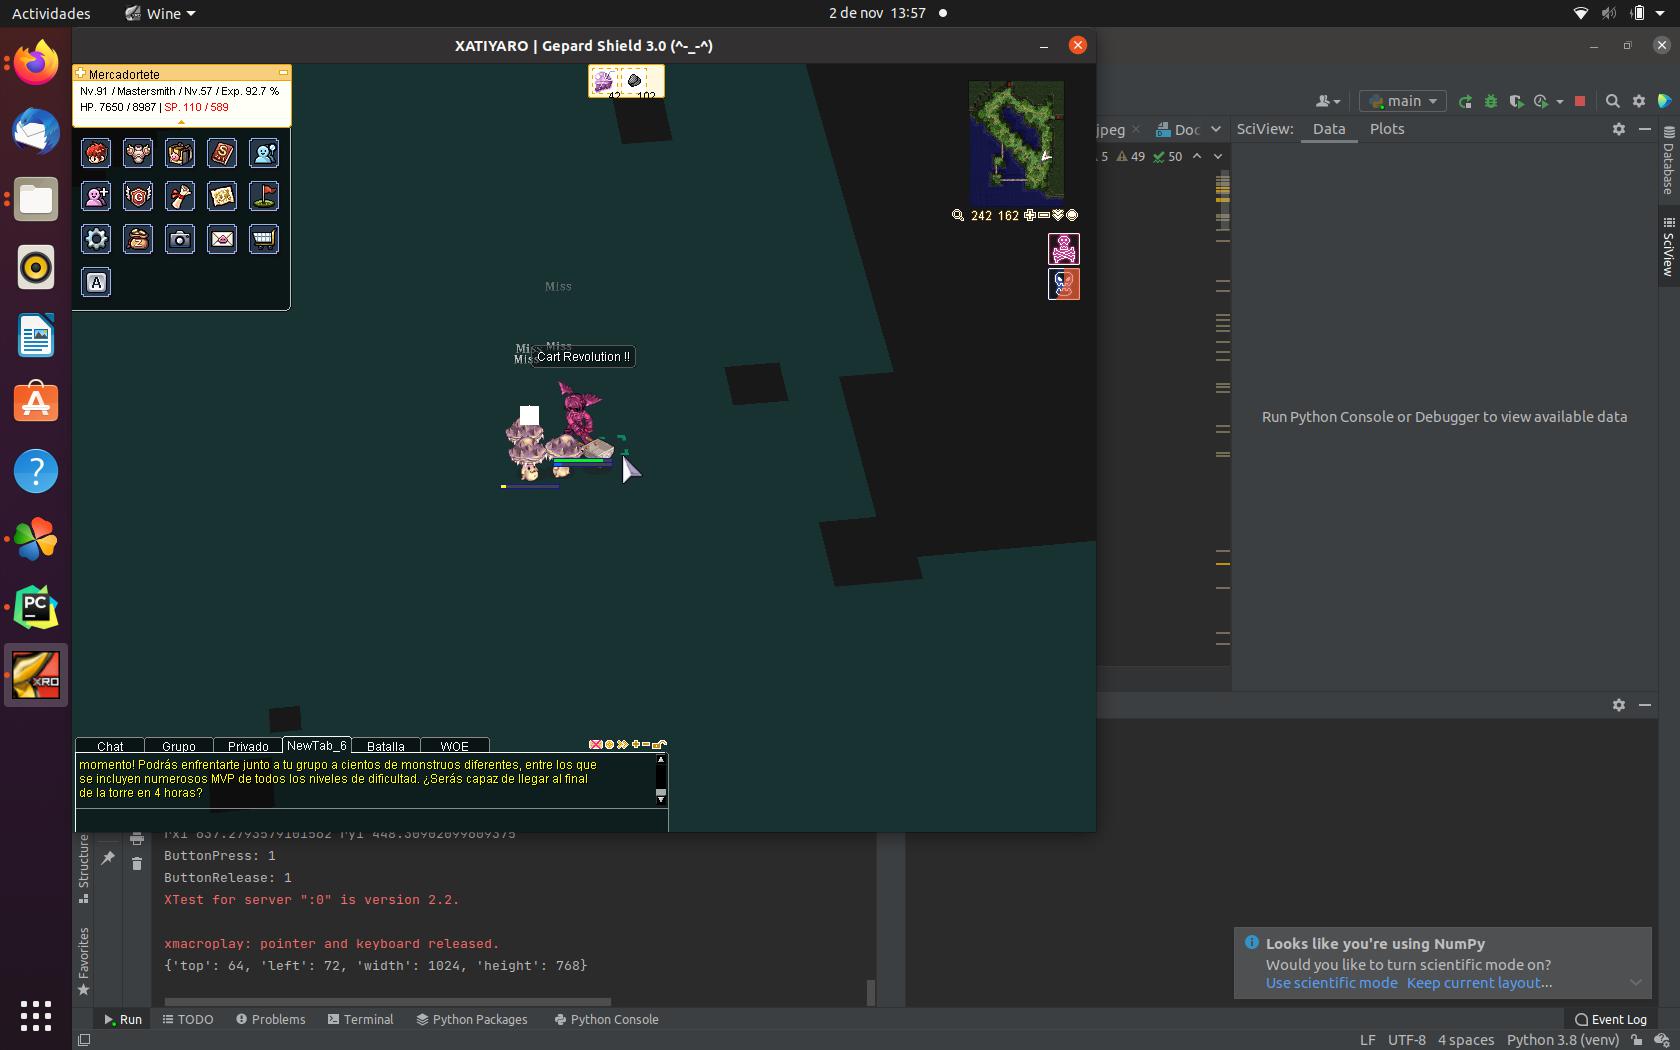 Actividades
Wine
2 de nov 13:57
XATIYARO | Gepard Shield 3.0 (^-_-^)
Mercadortete
Nv.91 / Mastersmith / Nv.57 / Exp. 92.7 %
HP. 7650 / 8987 | SP. 110 / 589
42
102
242 162
Miss
Miss
Miss
Cart Revolution !!
A
XRO
PC
main
jpeg
Doc
SciView:
Data
Plots
5
49
50
Database
SciView
Run Python Console or Debugger to view available data
Chat
Grupo
Privado
NewTab_6
Batalla
WOE
momento! Podrás enfrentarte junto a tu grupo a cientos de monstruos diferentes, entre los que
se incluyen numerosos MVP de todos los niveles de dificultad. ¿Serás capaz de llegar al final
de la torre en 4 horas?
ButtonPress: 1
ButtonRelease: 1
XTest for server ":0" is version 2.2.
xmacroplay: pointer and keyboard released.
{'top': 64, 'left': 72, 'width': 1024, 'height': 768}
Structure
Favorites
Looks like you're using NumPy
Would you like to turn scientific mode on?
Use scientific mode Keep current layout...
Run
TODO
Problems
Terminal
Python Packages
Python Console
Event Log
LF UTF-8 4 spaces Python 3.8 (venv)